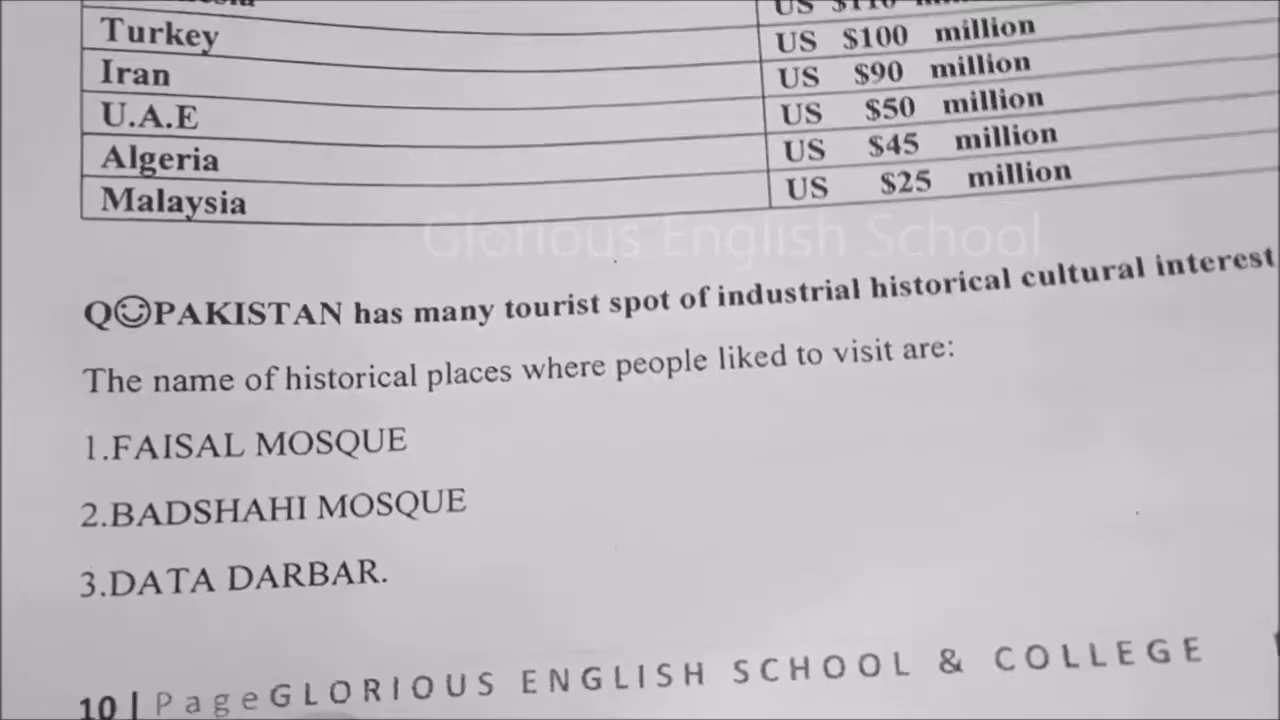 US $110
Turkey US $100 million
Iran US $90 million
U.A.E US $50 million
Algeria US $45 million
Malaysia US $25 million
Glorious English School
Q☺PAKISTAN has many tourist spot of industrial historical cultural interest
The name of historical places where people liked to visit are:
1.FAISAL MOSQUE
2.BADSHAHI MOSQUE
3.DATA DARBAR.
10 | PageGLORIOUS ENGLISH SCHOOL & COLLEGE